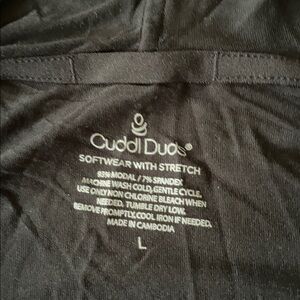 Cuddl Duds®
SOFTWEAR WITH STRETCH
93% MODAL / 7% SPANDEX
MACHINE WASH COLD, GENTLE CYCLE.
USE ONLY NON CHLORINE BLEACH WHEN
NEEDED. TUMBLE DRY LOW.
REMOVE PROMPTLY. COOL IRON IF NEEDED.
MADE IN CAMBODIA
L